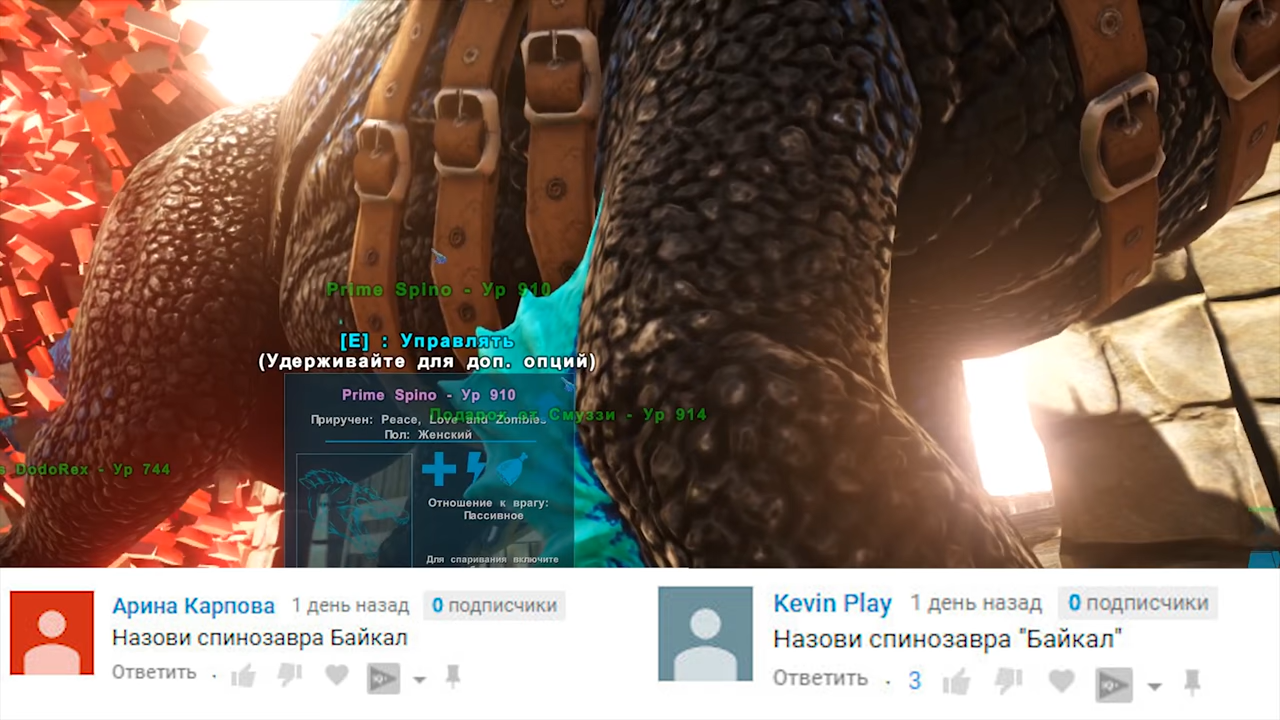 Prime Spino - Ур 910
[E] : Управлять
(Удерживайте для доп. опций)
Prime Spino - Ур 910
Подарок от Смуззи - Ур 914
Приручен: Peace, Love and Zombies
Пол: Женский
s DodoRex - Ур 744
Отношение к врагу:
Пассивное
Для спаривания включите
Арина Карпова 1 день назад 0 подписчики
Назови спинозавра Байкал
Ответить
Kevin Play 1 день назад 0 подписчики
Назови спинозавра "Байкал"
Ответить · 3